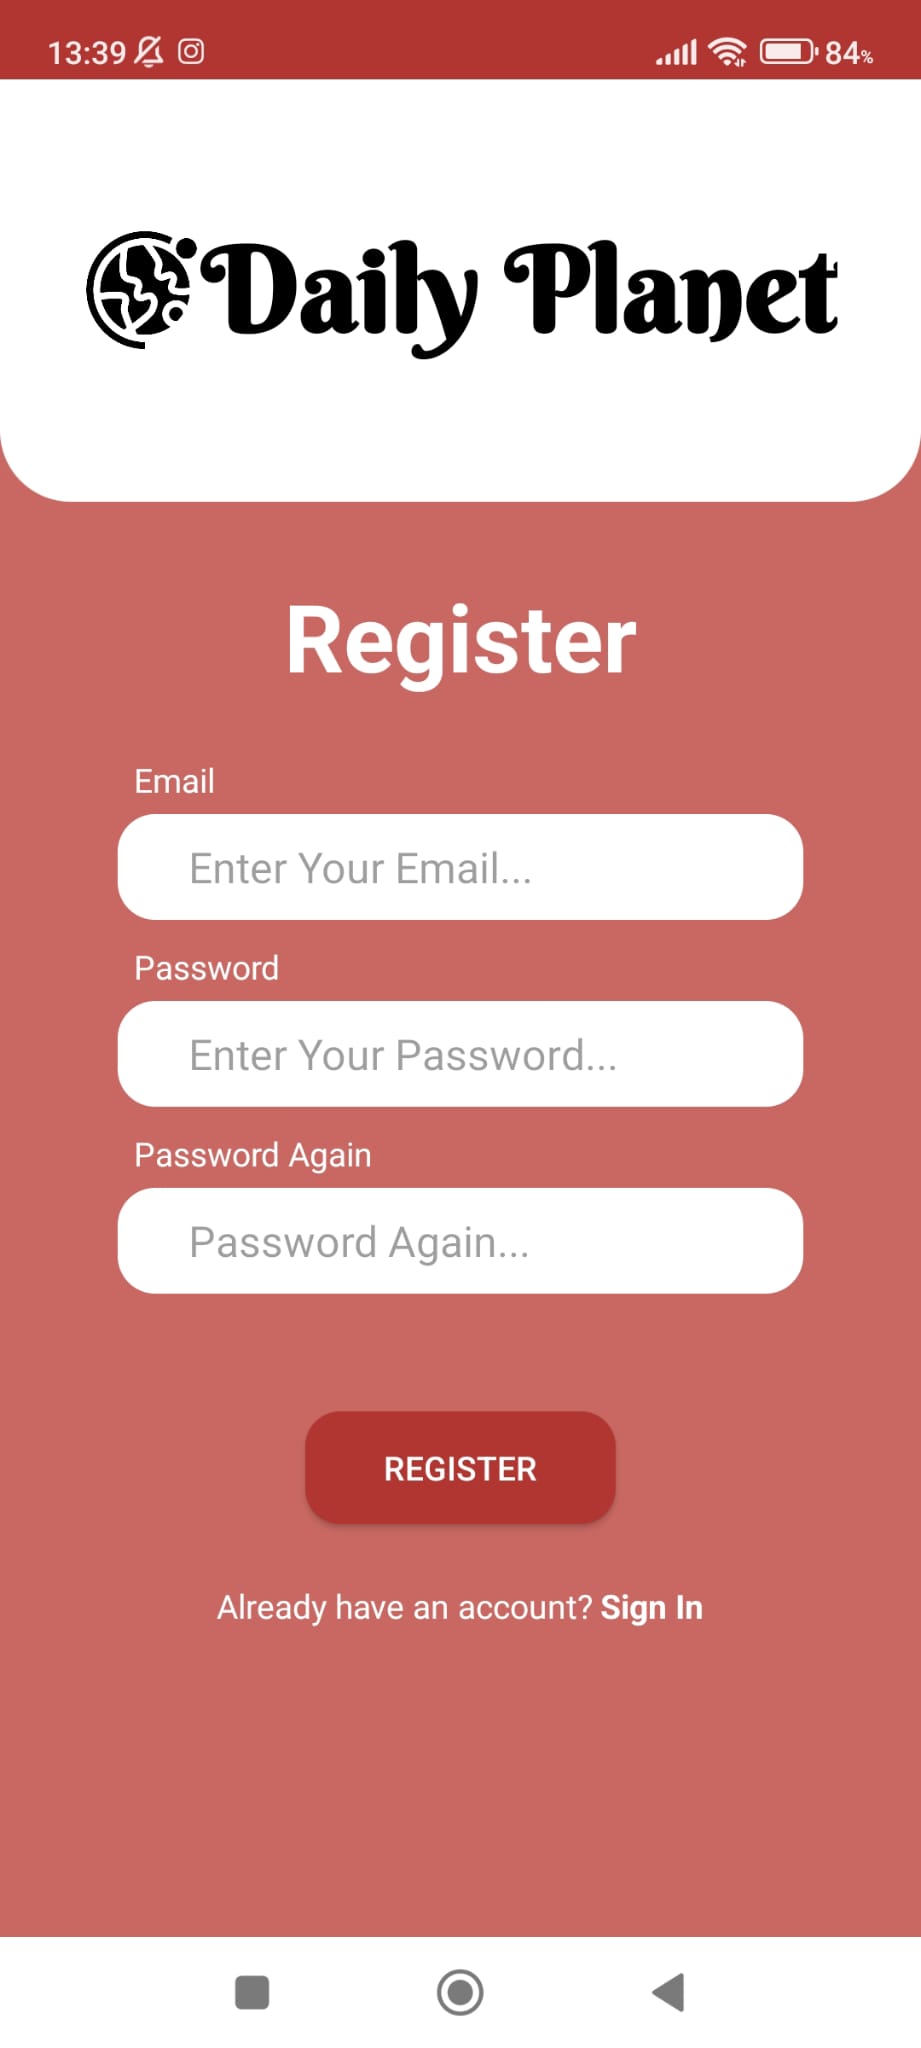 13:39 84%
Daily Planet
Register
Email
Enter Your Email...
Password
Enter Your Password...
Password Again
Password Again...
REGISTER
Already have an account? Sign In